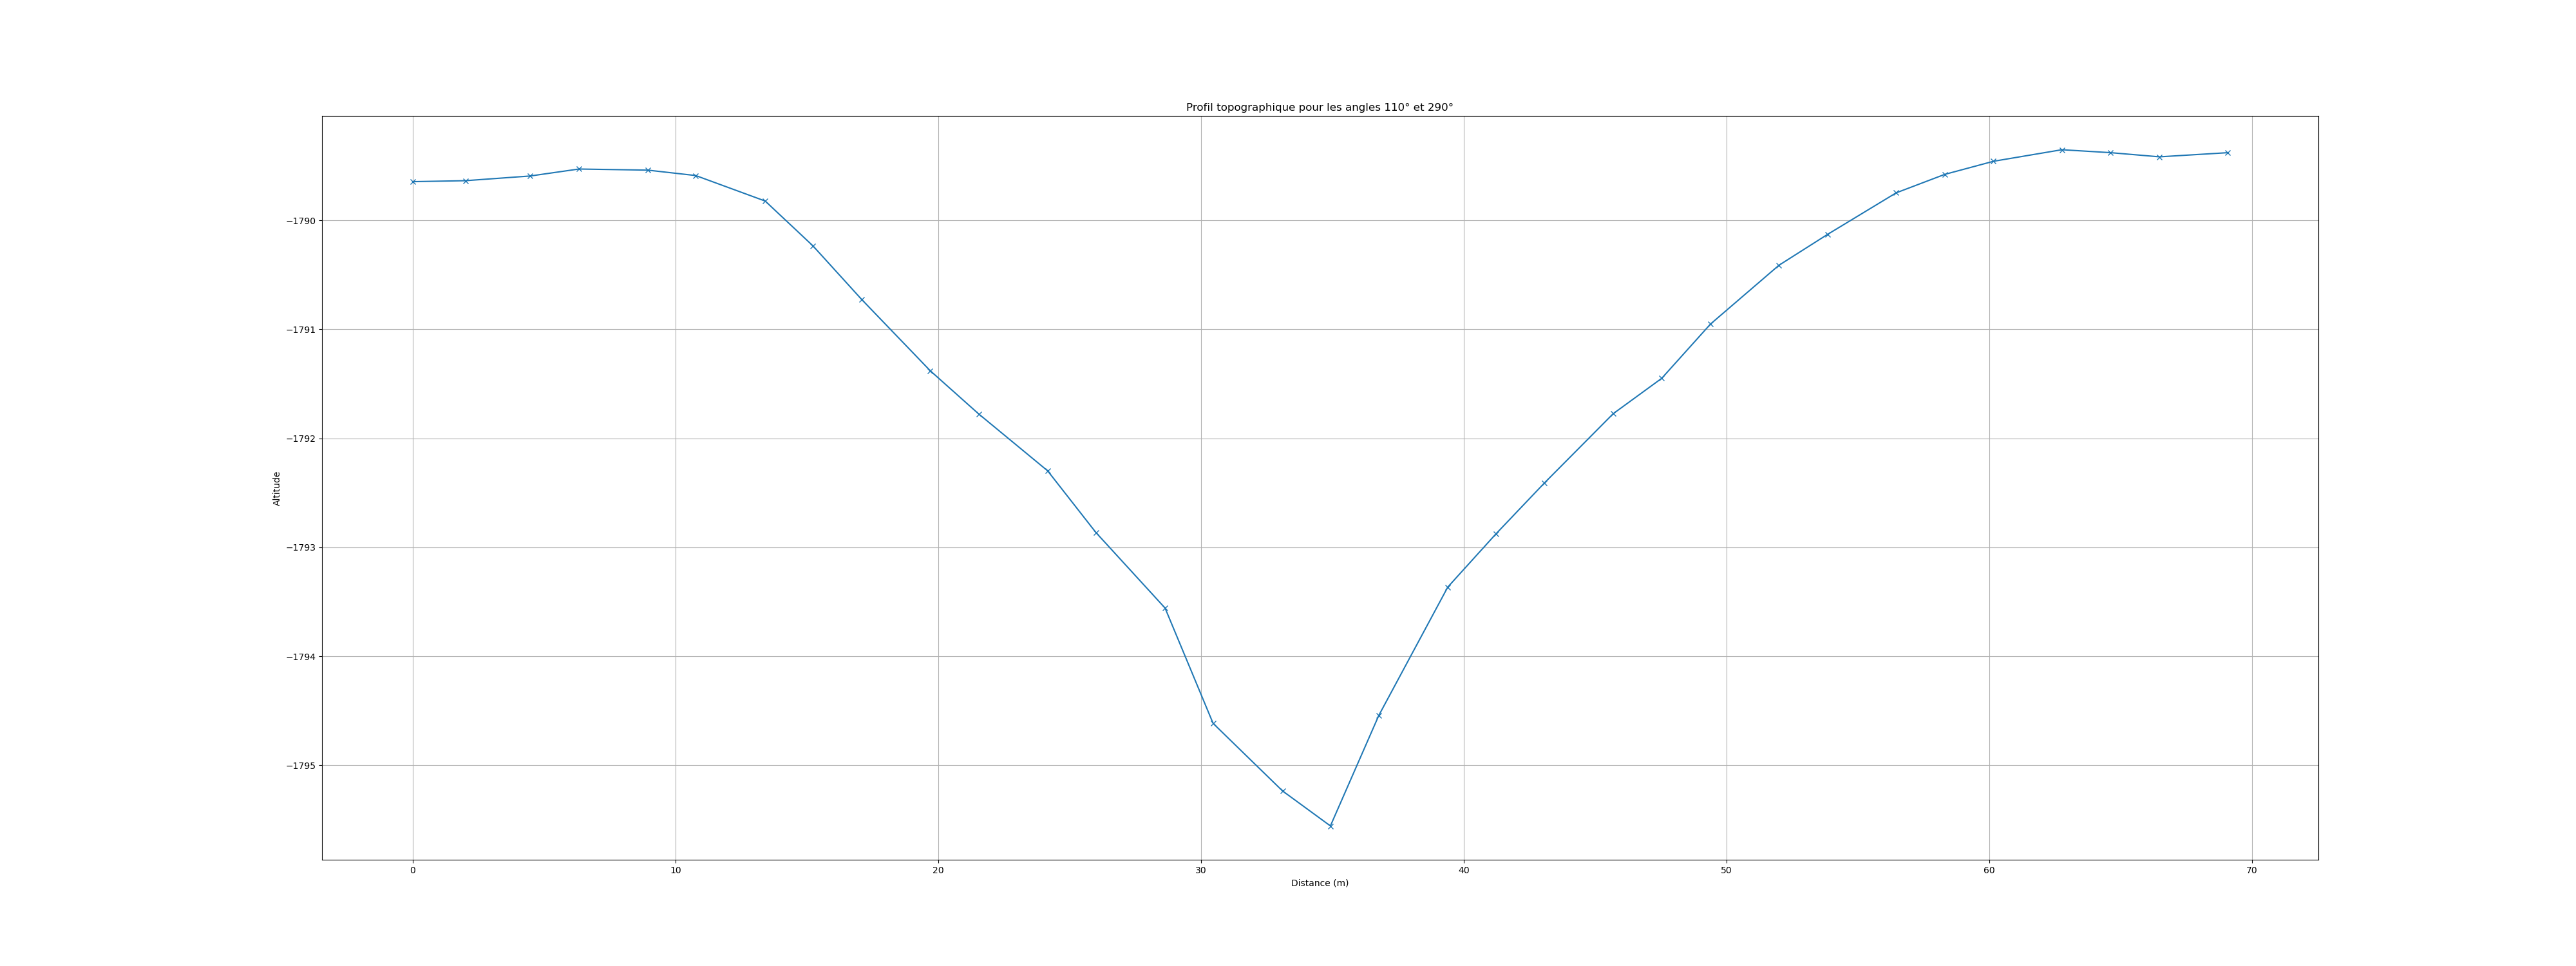 Profil topographique pour les angles 110° et 290°
−1790
−1791
−1792
−1793
−1794
−1795
Altitude
0 10 20 30 40 50 60 70
Distance (m)